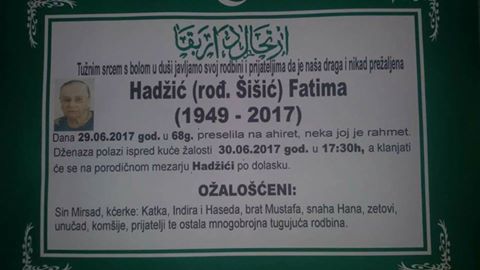 Tužnim srcem s bolom u duši javljamo svoj rodbini i prijateljima da je naša draga i nikad prežaljena
Hadžić (rođ. Šišić) Fatima
(1949 - 2017)
Dana 29.06.2017 god. u 68g. preselila na ahiret, neka joj je rahmet.
Dženaza polazi ispred kuće žalosti 30.06.2017 god. u 17:30h, a klanjati
će se na porodičnom mezarju Hadžići po dolasku.
OŽALOŠĆENI:
Sin Mirsad, kćerke: Katka, Indira i Haseda, brat Mustafa, snaha Hana, zetovi,
unučad, komšije, prijatelji te ostala mnogobrojna tugujuća rodbina.